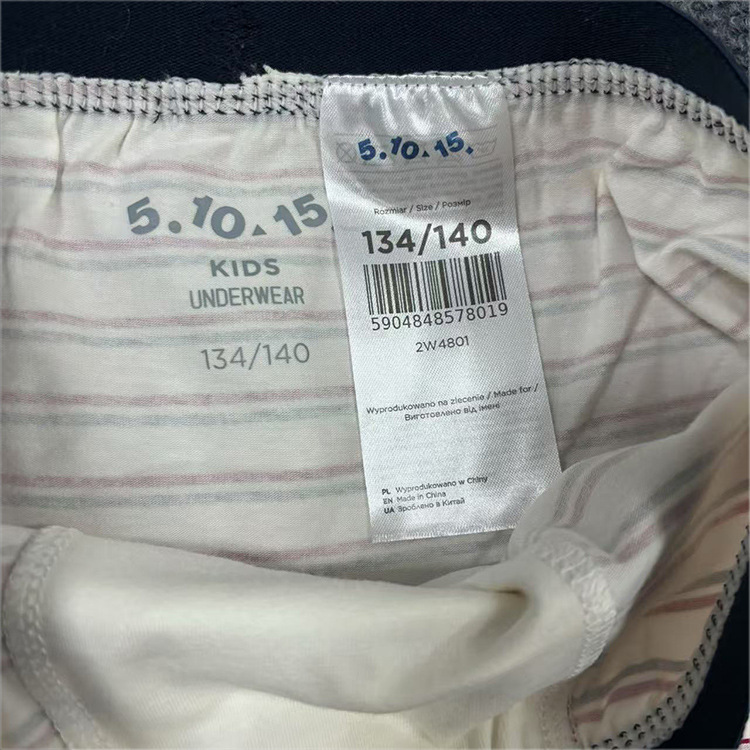 5.10.15.
KIDS
UNDERWEAR
134/140
5.10.15.
Rozmiar / Size / Розмір
134/140
5904848578019
2W4801
Wyprodukowano na zlecenie / Made for /
Виготовлено від імені
PL Wyprodukowano w Chiny
EN Made in China
UA Зроблено в Китай